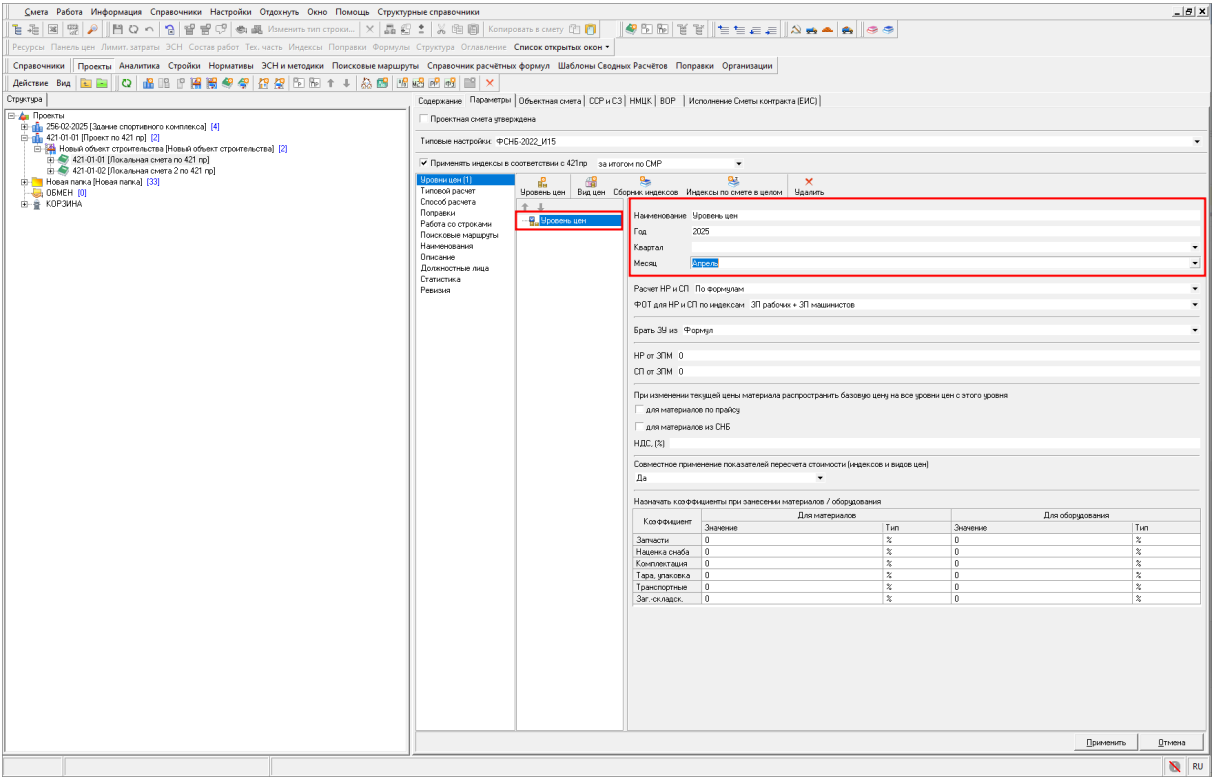 Смета Работа Информация Справочники Настройки Отдохнуть Окно Помощь Структурные справочники
Изменить тип строки... Копировать в смету
Ресурсы Панель цен Лимит. затраты ЭСН Состав работ Тех. часть Индексы Поправки Формулы Структура Оглавление Список открытых окон
Справочники Проекты Аналитика Стройки Нормативы ЭСН и методики Поисковые маршруты Справочник расчётных формул Шаблоны Сводных Расчётов Поправки Организации
Действие Вид
Структура
Проекты
256-02-2025 [Здание спортивного комплекса] [4]
421-01-01 [Проект по 421 пр] [2]
Новый объект строительства [Новый объект строительства] [2]
421-01-01 [Локальная смета по 421 пр]
421-01-02 [Локальная смета 2 по 421 пр]
Новая папка [Новая папка] [33]
ОБМЕН [0]
КОРЗИНА
Содержание Параметры Объектная смета ССР и СЗ НМЦК ВОР Исполнение Сметы контракта (ЕИС)
Проектная смета утверждена
Типовые настройки: ФСНБ-2022_И15
Применять индексы в соответствии с 421пр за итогом по СМР
Уровни цен [1]
Типовой расчет
Способ расчета
Поправки
Работа со строками
Поисковые маршруты
Наименования
Описание
Должностные лица
Статистика
Ревизия
Уровень цен Вид цен Сборник индексов Индексы по смете в целом Удалить
Уровень цен
Наименование Уровень цен
Год 2025
Квартал
Месяц Апрель
Расчет НР и СП По формулам
ФОТ для НР и СП по индексам ЗП рабочих + ЗП машинистов
Брать ЗУ из Формул
НР от ЗПМ 0
СП от ЗПМ 0
При изменении текущей цены материала распространить базовую цену на все уровни цен с этого уровня
для материалов по прайсу
для материалов из СНБ
НДС, (%)
Совместное применение показателей пересчета стоимости (индексов и видов цен)
Да
Назначать коэффициенты при занесении материалов / оборудования
Коэффициент Для материалов Для оборудования
Значение Тип Значение Тип
Запчасти 0 % 0 %
Наценка снаба 0 % 0 %
Комплектация 0 % 0 %
Тара, упаковка 0 % 0 %
Транспортные 0 % 0 %
Заг.-складск. 0 % 0 %
Применить Отмена
RU